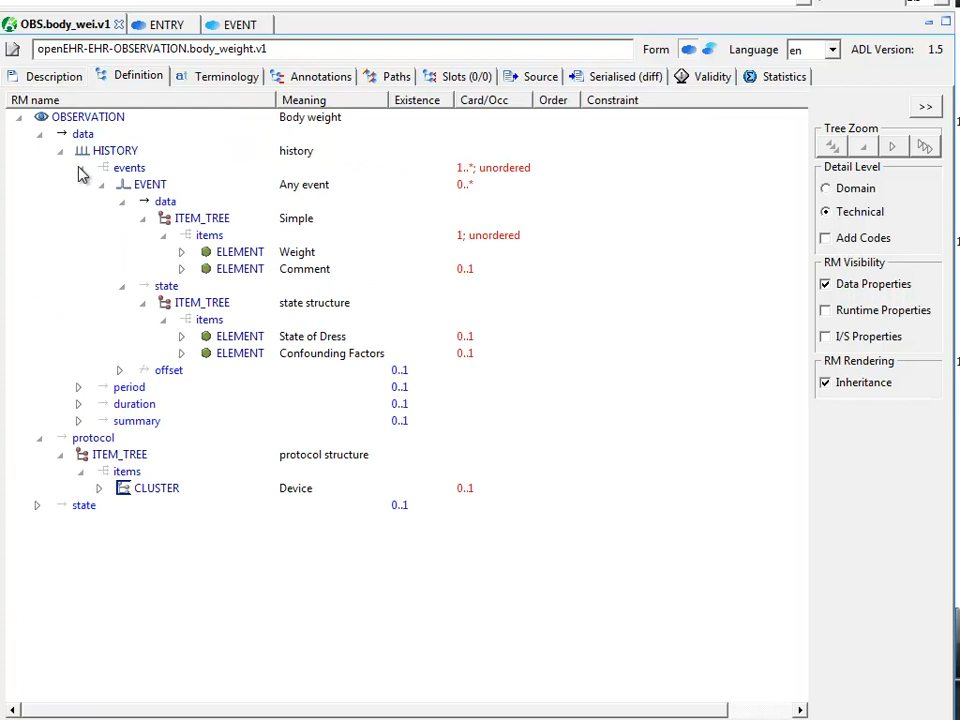 OBS.body_wei.v1 ENTRY EVENT
openEHR-EHR-OBSERVATION.body_weight.v1 Form Language en ADL Version: 1.5
Description Definition Terminology Annotations Paths Slots (0/0) Source Serialised (diff) Validity Statistics
RM name Meaning Existence Card/Occ Order Constraint
>>
OBSERVATION Body weight
data
HISTORY history
events 1..*; unordered
EVENT Any event 0..*
data
ITEM_TREE Simple
items 1; unordered
ELEMENT Weight
ELEMENT Comment 0..1
state
ITEM_TREE state structure
items
ELEMENT State of Dress 0..1
ELEMENT Confounding Factors 0..1
offset 0..1
period 0..1
duration 0..1
summary 0..1
protocol
ITEM_TREE protocol structure
items
CLUSTER Device 0..1
state 0..1
Tree Zoom
Detail Level
Domain
Technical
Add Codes
RM Visibility
Data Properties
Runtime Properties
I/S Properties
RM Rendering
Inheritance